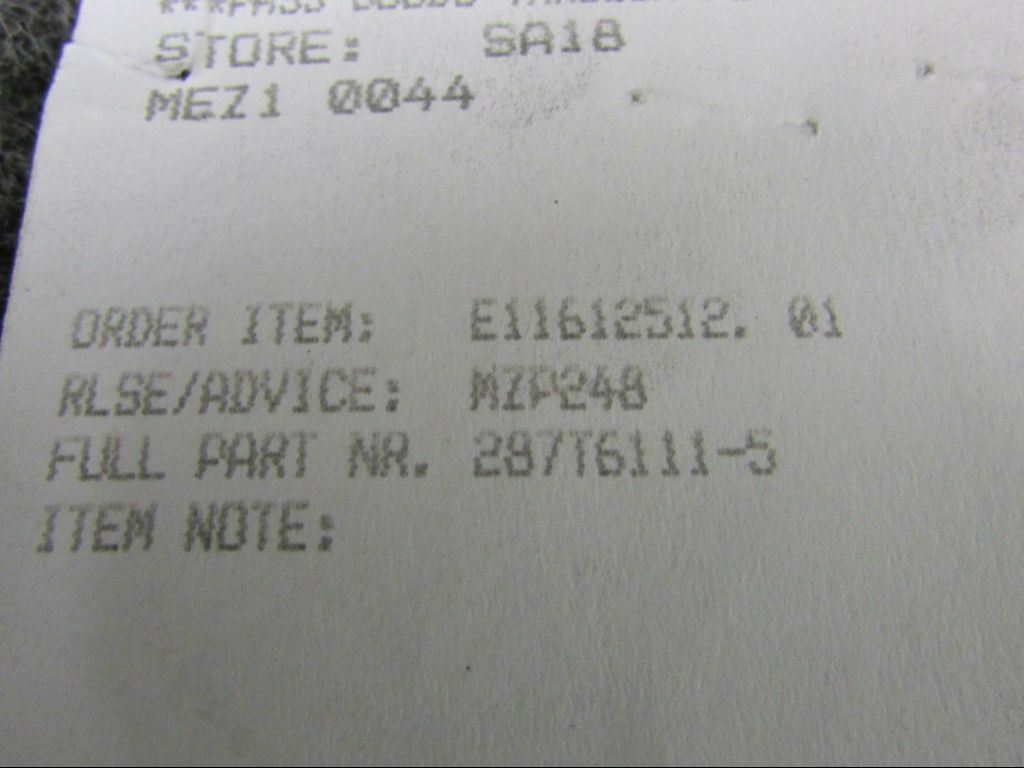 STORE: SA18
MEZ1 0044
ORDER ITEM: E11612512. 01
RLSE/ADVICE: MZP248
FULL PART NR. 287T6111-5
ITEM NOTE: